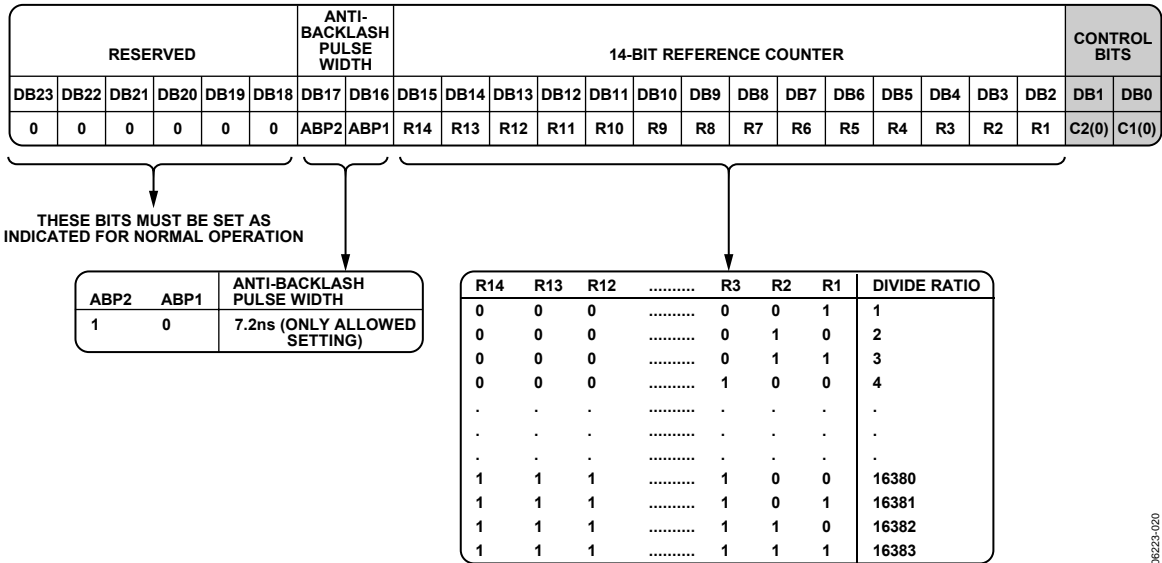 RESERVED
ANTI-
BACKLASH
PULSE
WIDTH
14-BIT REFERENCE COUNTER
CONTROL
BITS
DB23 DB22 DB21 DB20 DB19 DB18 DB17 DB16 DB15 DB14 DB13 DB12 DB11 DB10 DB9 DB8 DB7 DB6 DB5 DB4 DB3 DB2 DB1 DB0
0 0 0 0 0 0 ABP2 ABP1 R14 R13 R12 R11 R10 R9 R8 R7 R6 R5 R4 R3 R2 R1 C2(0) C1(0)
THESE BITS MUST BE SET AS
INDICATED FOR NORMAL OPERATION
ABP2 ABP1 ANTI-BACKLASH
PULSE WIDTH
1 0 7.2ns (ONLY ALLOWED
SETTING)
R14 R13 R12 .......... R3 R2 R1 DIVIDE RATIO
0 0 0 .......... 0 0 1 1
0 0 0 .......... 0 1 0 2
0 0 0 .......... 0 1 1 3
0 0 0 .......... 1 0 0 4
. . . .......... . . . .
. . . .......... . . . .
. . . .......... . . . .
1 1 1 .......... 1 0 0 16380
1 1 1 .......... 1 0 1 16381
1 1 1 .......... 1 1 0 16382
1 1 1 .......... 1 1 1 16383
06223-020